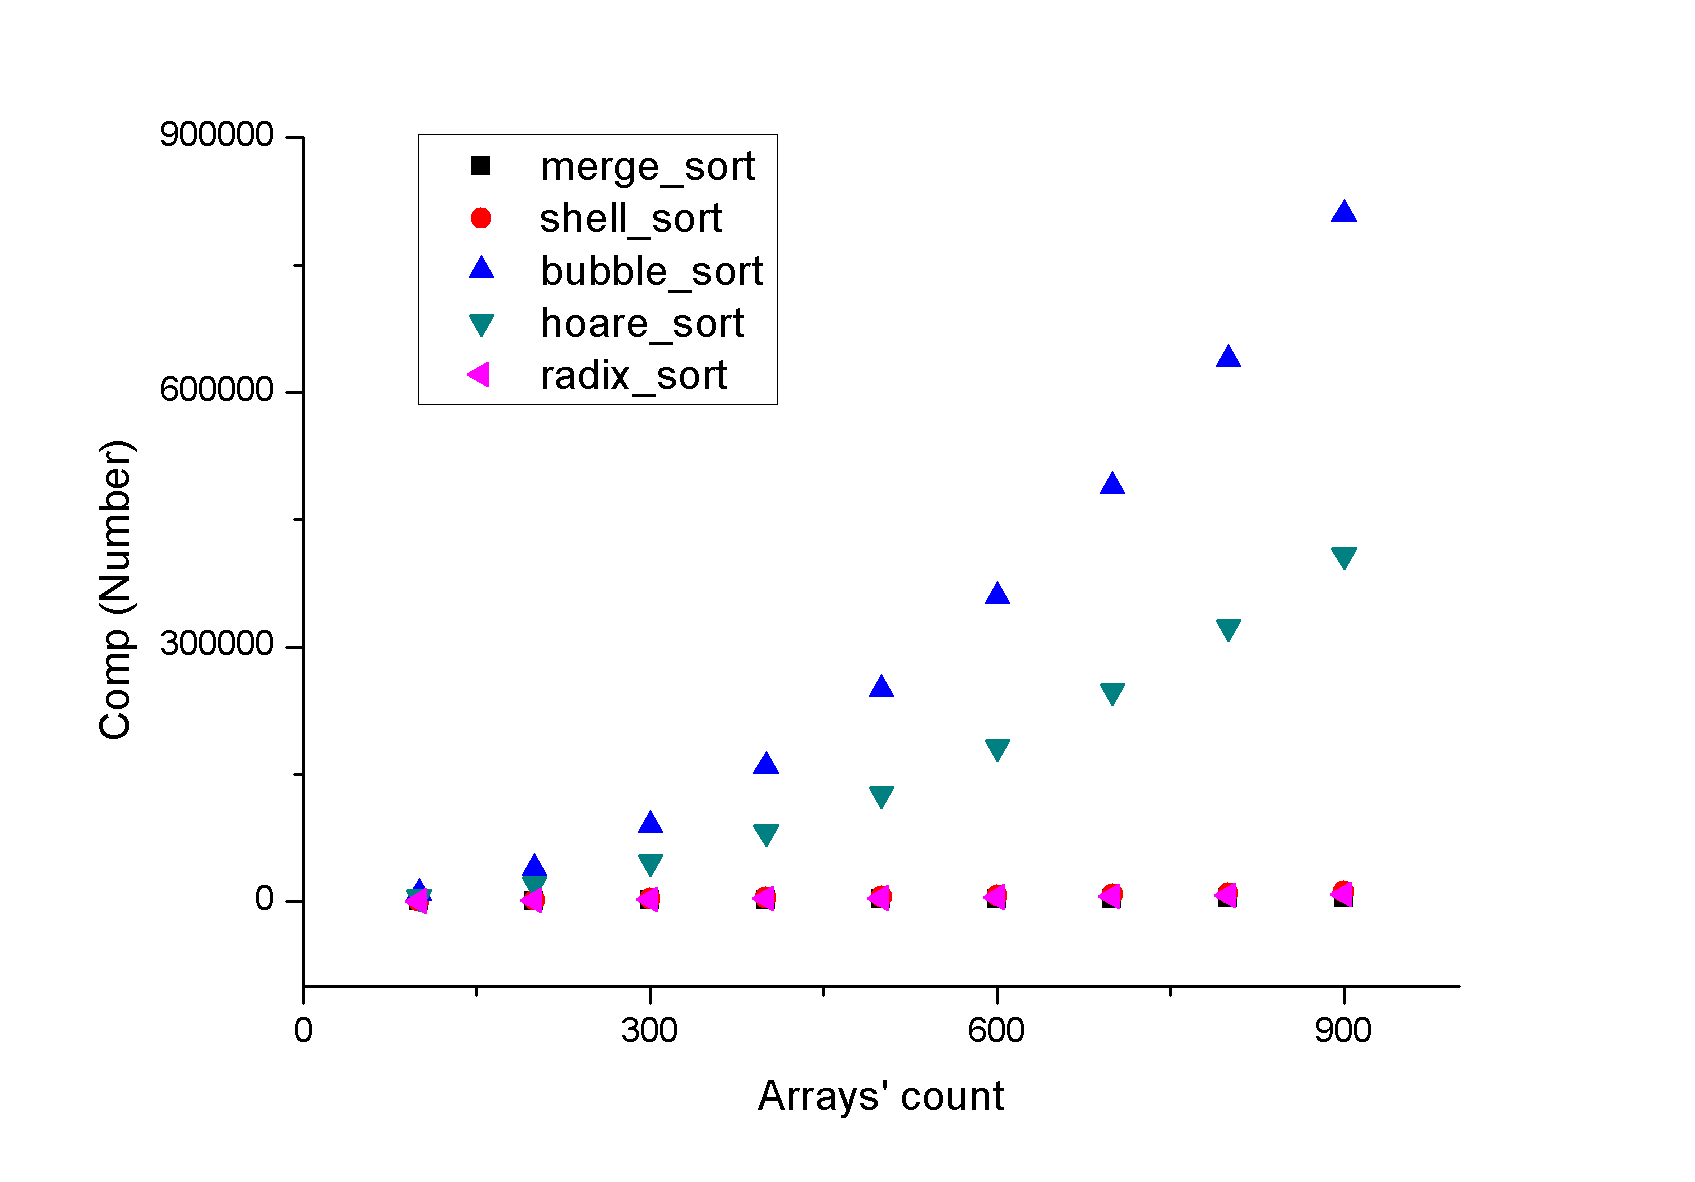 900000
600000
300000
0
Comp (Number)
merge_sort
shell_sort
bubble_sort
hoare_sort
radix_sort
0 300 600 900
Arrays' count